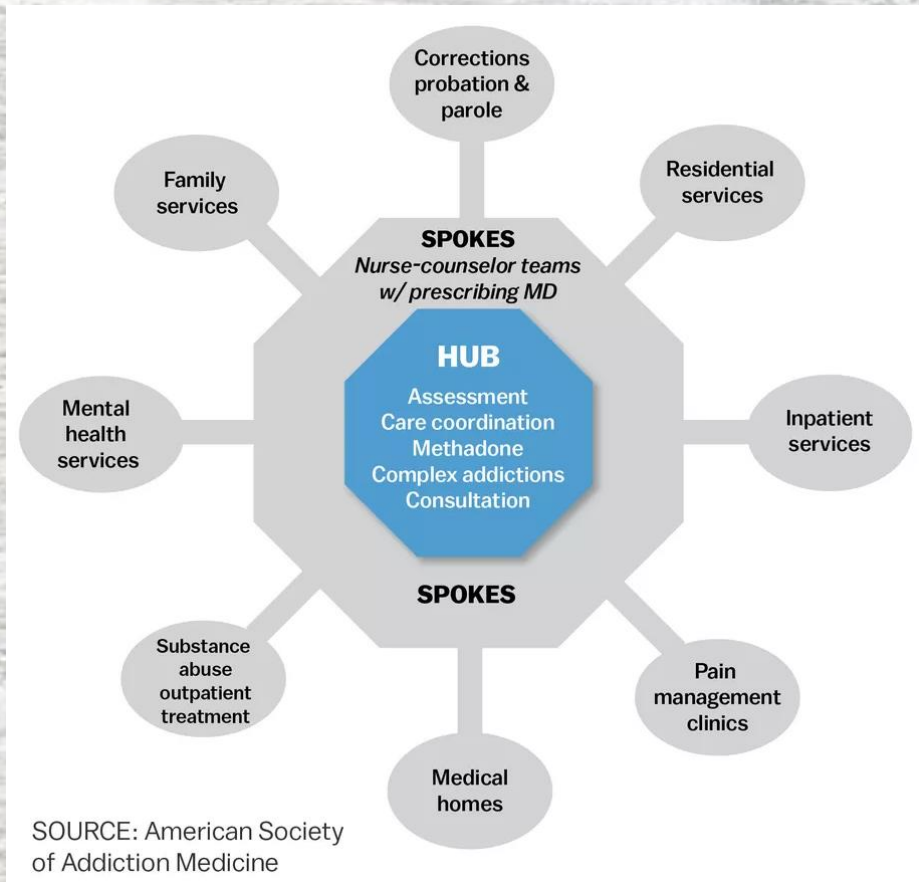 Corrections
probation &
parole
Residential
services
Inpatient
services
Pain
management
clinics
Medical
homes
Substance
abuse
outpatient
treatment
Mental
health
services
Family
services
SPOKES
Nurse-counselor teams
w/ prescribing MD
HUB
Assessment
Care coordination
Methadone
Complex addictions
Consultation
SPOKES
SOURCE: American Society
of Addiction Medicine